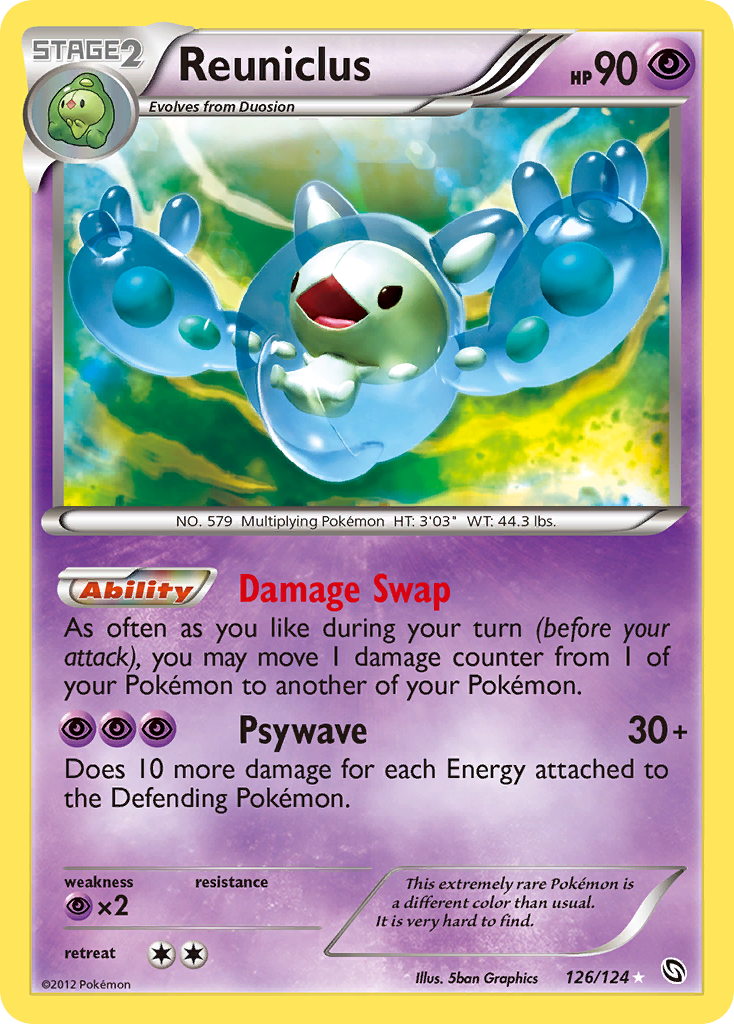 STAGE2
Reuniclus
HP 90
Evolves from Duosion
NO. 579 Multiplying Pokémon HT: 3'03" WT: 44.3 lbs.
Ability Damage Swap
As often as you like during your turn (before your
attack), you may move 1 damage counter from 1 of
your Pokémon to another of your Pokémon.
Psywave 30+
Does 10 more damage for each Energy attached to
the Defending Pokémon.
weakness resistance
×2
retreat
This extremely rare Pokémon is
a different color than usual.
It is very hard to find.
©2012 Pokémon
Illus. 5ban Graphics 126/124